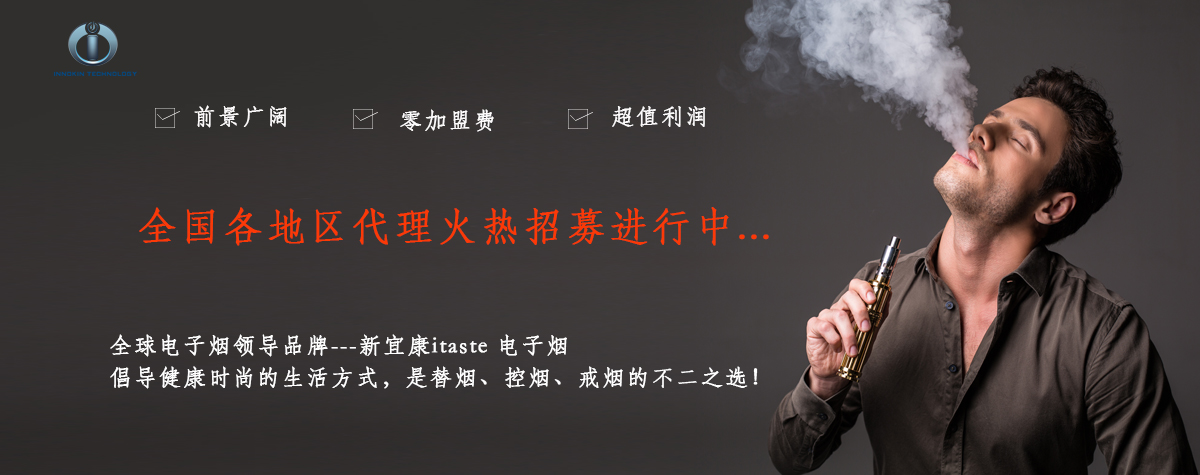 前景广阔
零加盟费
超值利润
全国各地区代理火热招募进行中...
全球电子烟领导品牌---新宜康itaste 电子烟
倡导健康时尚的生活方式，是替烟、控烟、戒烟的不二之选！